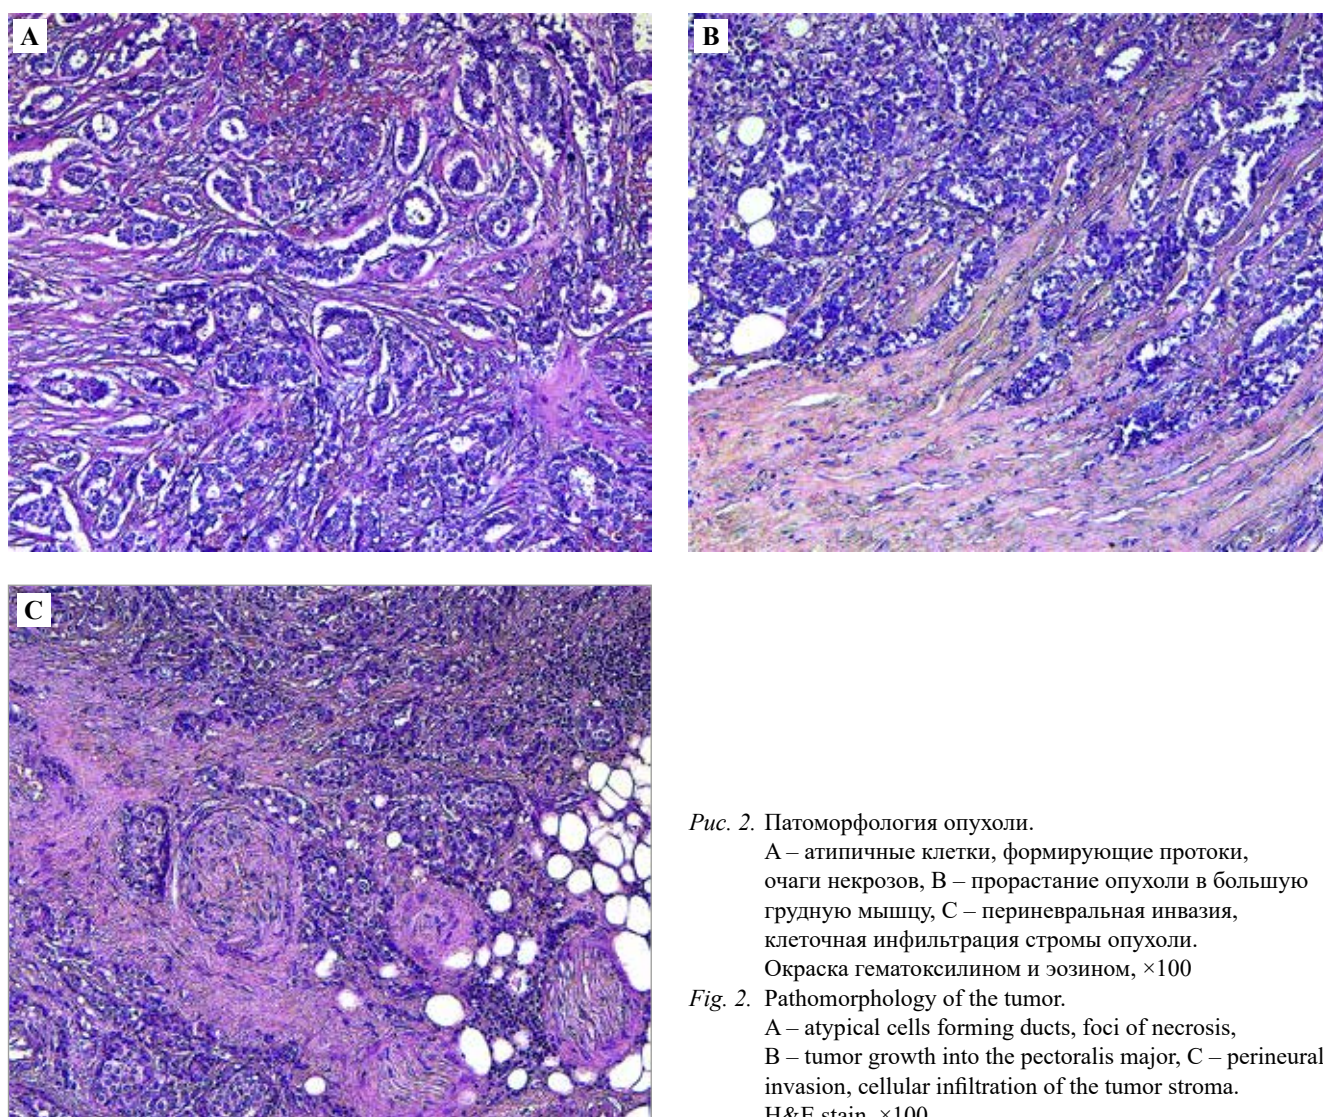 A
B
C
Рис. 2. Патоморфология опухоли.
А – атипичные клетки, формирующие протоки,
очаги некрозов, В – прорастание опухоли в большую
грудную мышцу, С – периневральная инвазия,
клеточная инфильтрация стромы опухоли.
Окраска гематоксилином и эозином, ×100
Fig. 2. Pathomorphology of the tumor.
A – atypical cells forming ducts, foci of necrosis,
B – tumor growth into the pectoralis major, C – perineural
invasion, cellular infiltration of the tumor stroma.
H&E stain, ×100